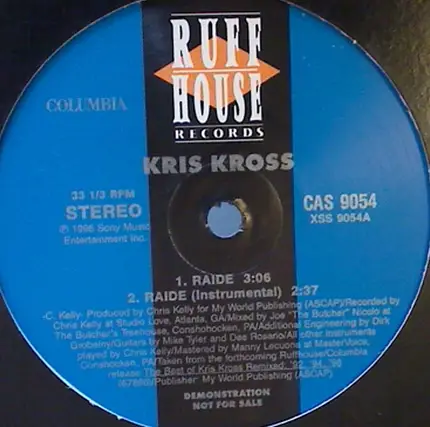 RUFF
HOUSE
RECORDS
COLUMBIA
KRIS KROSS
33 1/3 RPM
STEREO
℗ 1996 Sony Music
Entertainment Inc.
CAS 9054
XSS 9054A
1. RAIDE 3:06
2. RAIDE (Instrumental) 2:37
-C. Kelly- Produced by Chris Kelly for My World Publishing (ASCAP)/Recorded by
Chris Kelly at Studio Love, Atlanta, GA/Mixed by Joe "The Butcher" Nicolo at
The Butcher's Treehouse, Conshohocken, PA/Additional Engineering by Dirk
Grobelny/Guitars by Mike Tyler and Des Rosario/All other Instruments
played by Chris Kelly/Mastered by Manny Lecuona at MasterVoice,
Conshocken, PA/Taken from the forthcoming Ruffhouse/Columbia
release The Best of Kris Kross Remixed: '92, '94, '96
(67800)/Publisher: My World Publishing (ASCAP)
DEMONSTRATION
NOT FOR SALE